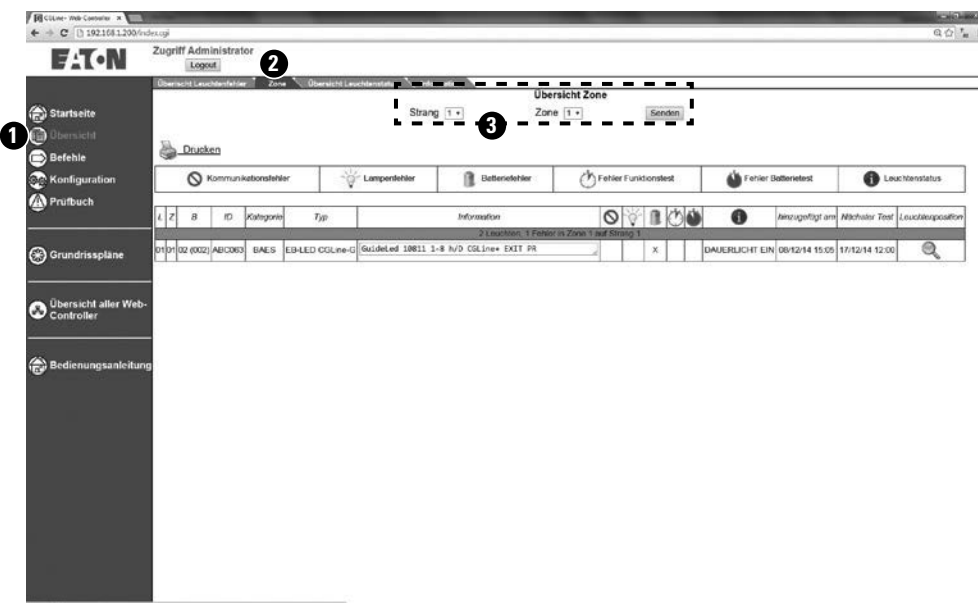 CGLine+ Web-Controller
192.168.1.200/index.cgi
EATON
Zugriff Administrator
Logout
2
Übersicht Leuchtenfehler Zone Übersicht Leuchtenstatus Information
Übersicht Zone
Strang 1 Zone 1 Senden
3
1
Startseite
Übersicht
Befehle
Konfiguration
Prüfbuch
Grundrisspläne
Übersicht aller Web-
Controller
Bedienungsanleitung
Drucken
Kommunikationsfehler Lampenfehler Batteriefehler Fehler Funktionstest Fehler Batterietest Leuchtenstatus
L Z B ID Kategorie Typ Information hinzugefügt am Nächster Test Leuchtenposition
2 Leuchten, 1 Fehler in Zone 1 auf Strang 1
01 01 02 (002) ABC063 BAES EB-LED CGLine-G GuideLed 10811 1-8 h/D CGLine+ EXIT PR X DAUERLICHT EIN 08/12/14 15:05 17/12/14 12:00